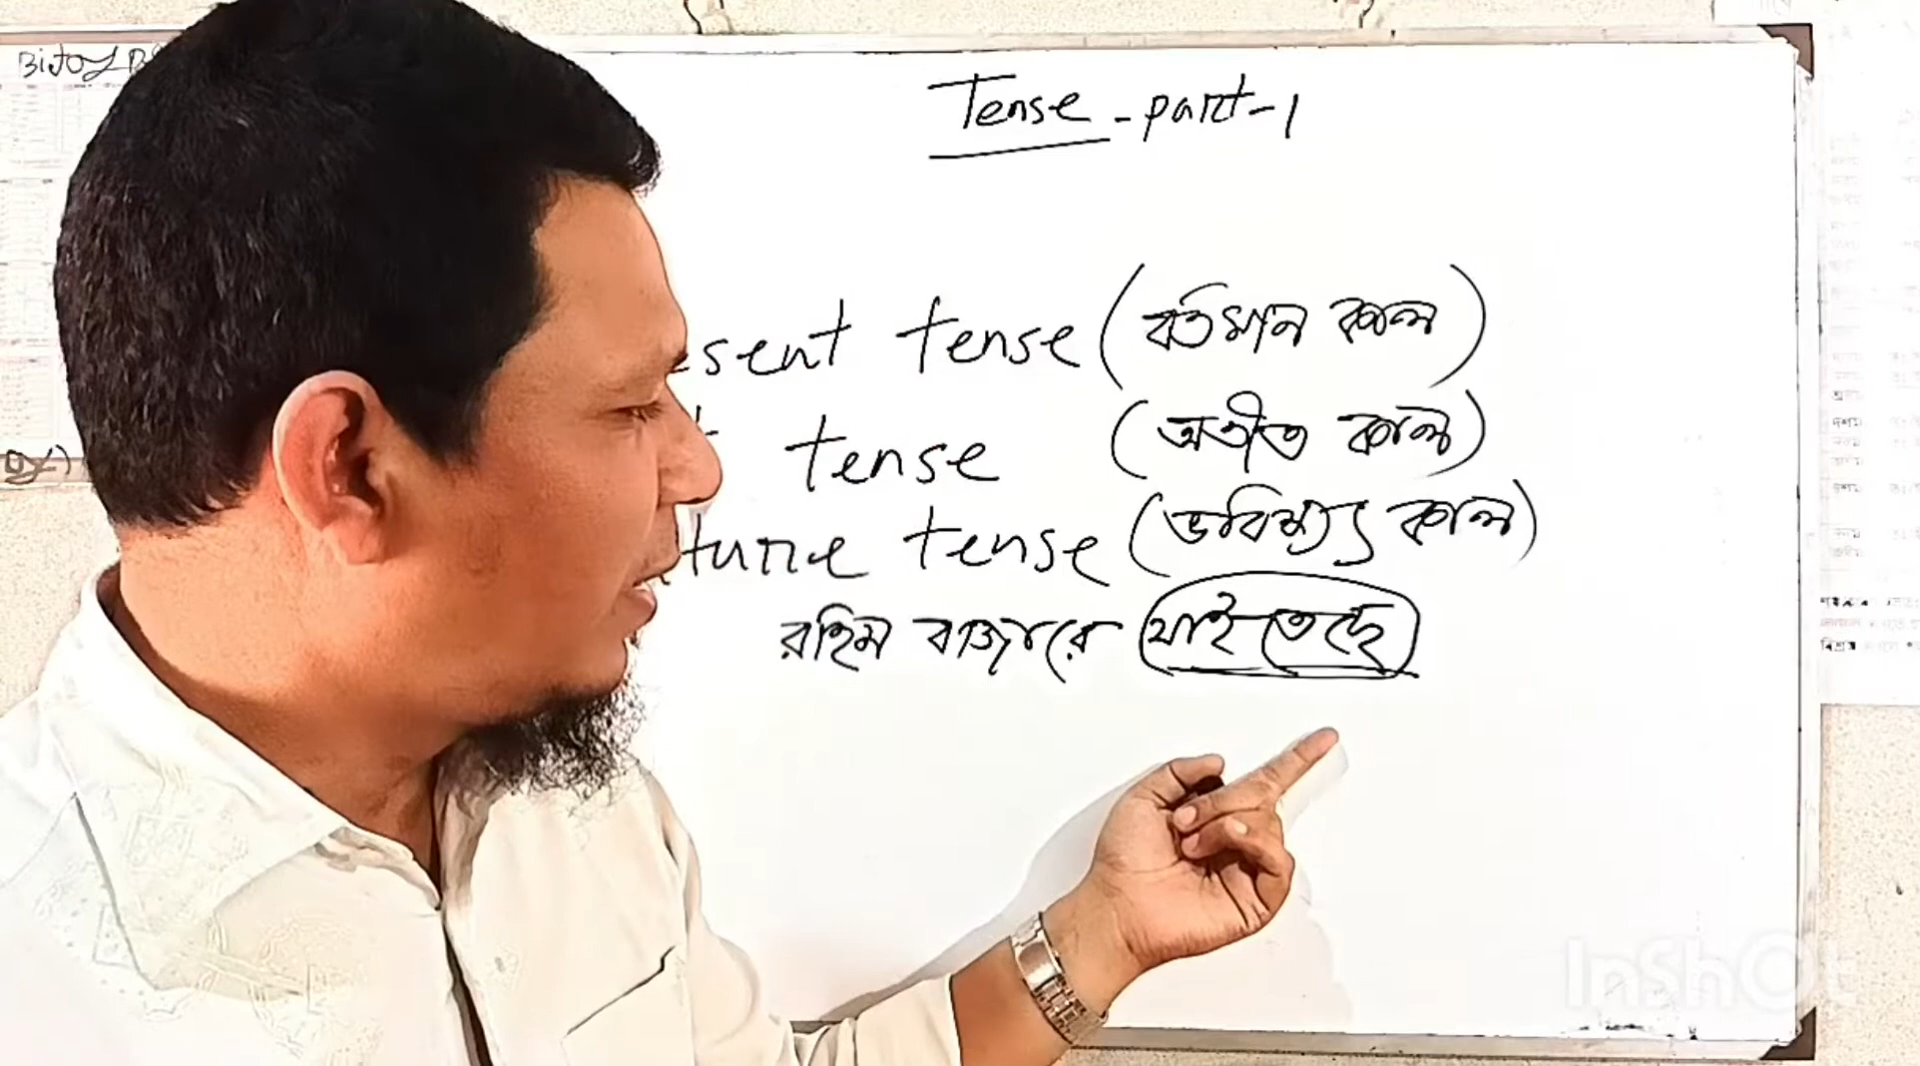 Tense - part-1
sent tense (বর্তমান কাল)
t tense (অতীত কাল)
ture tense (ভবিষ্যৎ কাল)
রহিম বাজারে যাইতেছে
InShOt